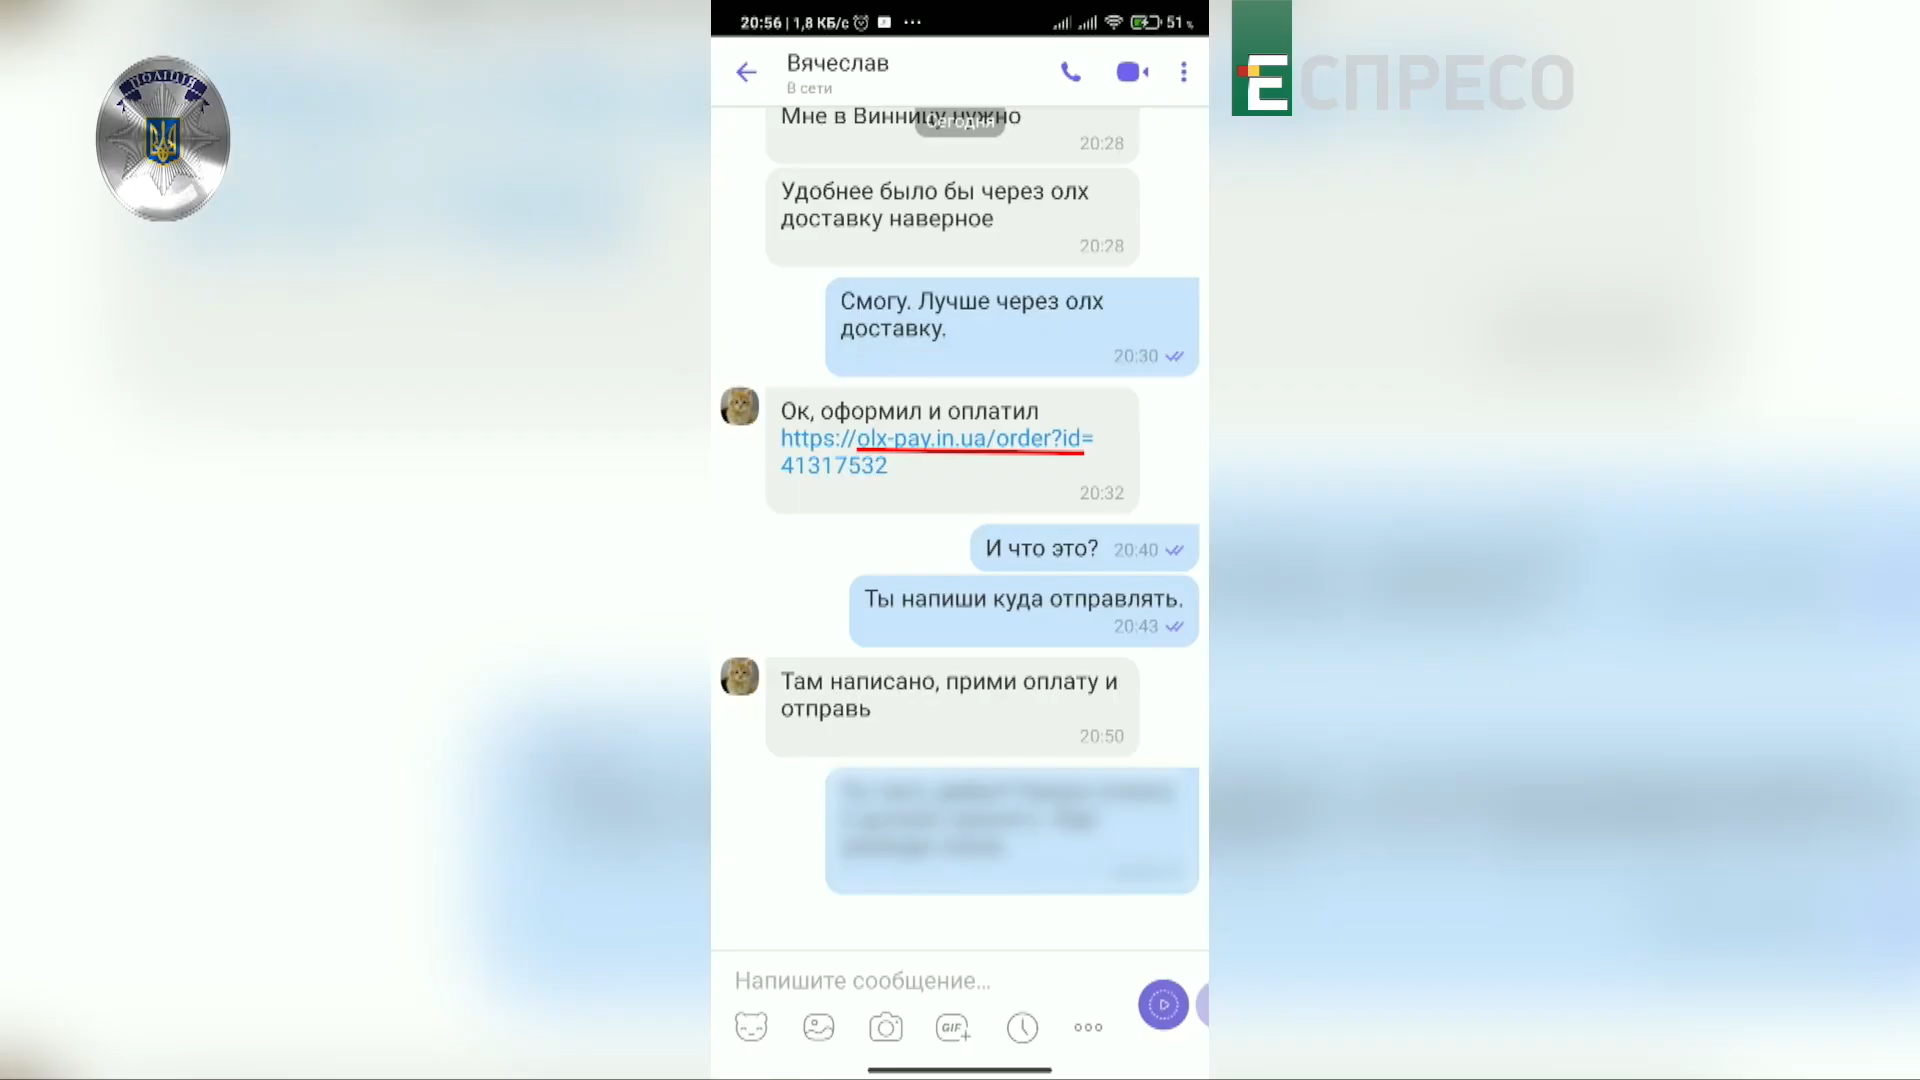 20:56 | 1,8 КБ/с
51 %
ПОЛІЦІЯ
ЕСПРЕСО
Вячеслав
В сети
Мне в Винницу нужно
Сегодня
20:28
Удобнее было бы через олх
доставку наверное
20:28
Смогу. Лучше через олх
доставку.
20:30
Ок, оформил и оплатил
https://olx-pay.in.ua/order?id=
41317532
20:32
И что это? 20:40
Ты напиши куда отправлять.
20:43
Там написано, прими оплату и
отправь
20:50
Напишите сообщение...
GIF